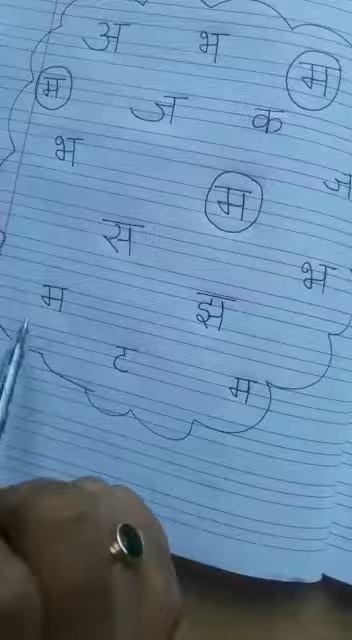 अ भ म
म ज क
भ म ज
स भ
म झ
ट म